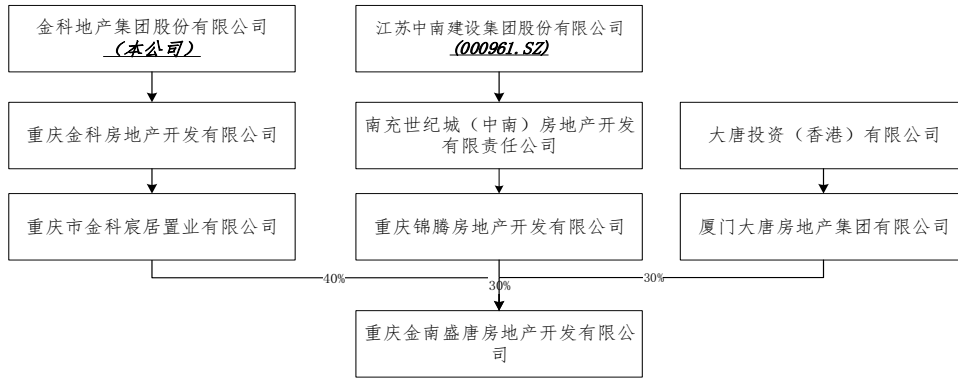 金科地产集团股份有限公司
（本公司）
江苏中南建设集团股份有限公司
(000961.SZ)
重庆金科房地产开发有限公司
南充世纪城（中南）房地产开发
有限责任公司
大唐投资（香港）有限公司
重庆市金科宸居置业有限公司
重庆锦腾房地产开发有限公司
厦门大唐房地产集团有限公司
40%
30%
30%
重庆金南盛唐房地产开发有限公
司